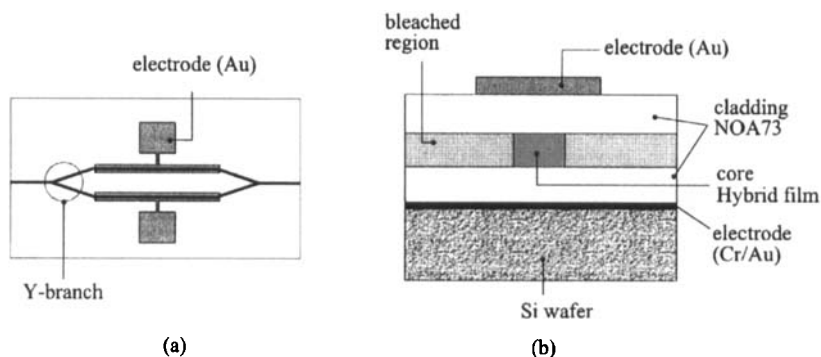 electrode (Au)
Y-branch
(a)
bleached
region
electrode (Au)
cladding
NOA73
core
Hybrid film
electrode
(Cr/Au)
Si wafer
(b)